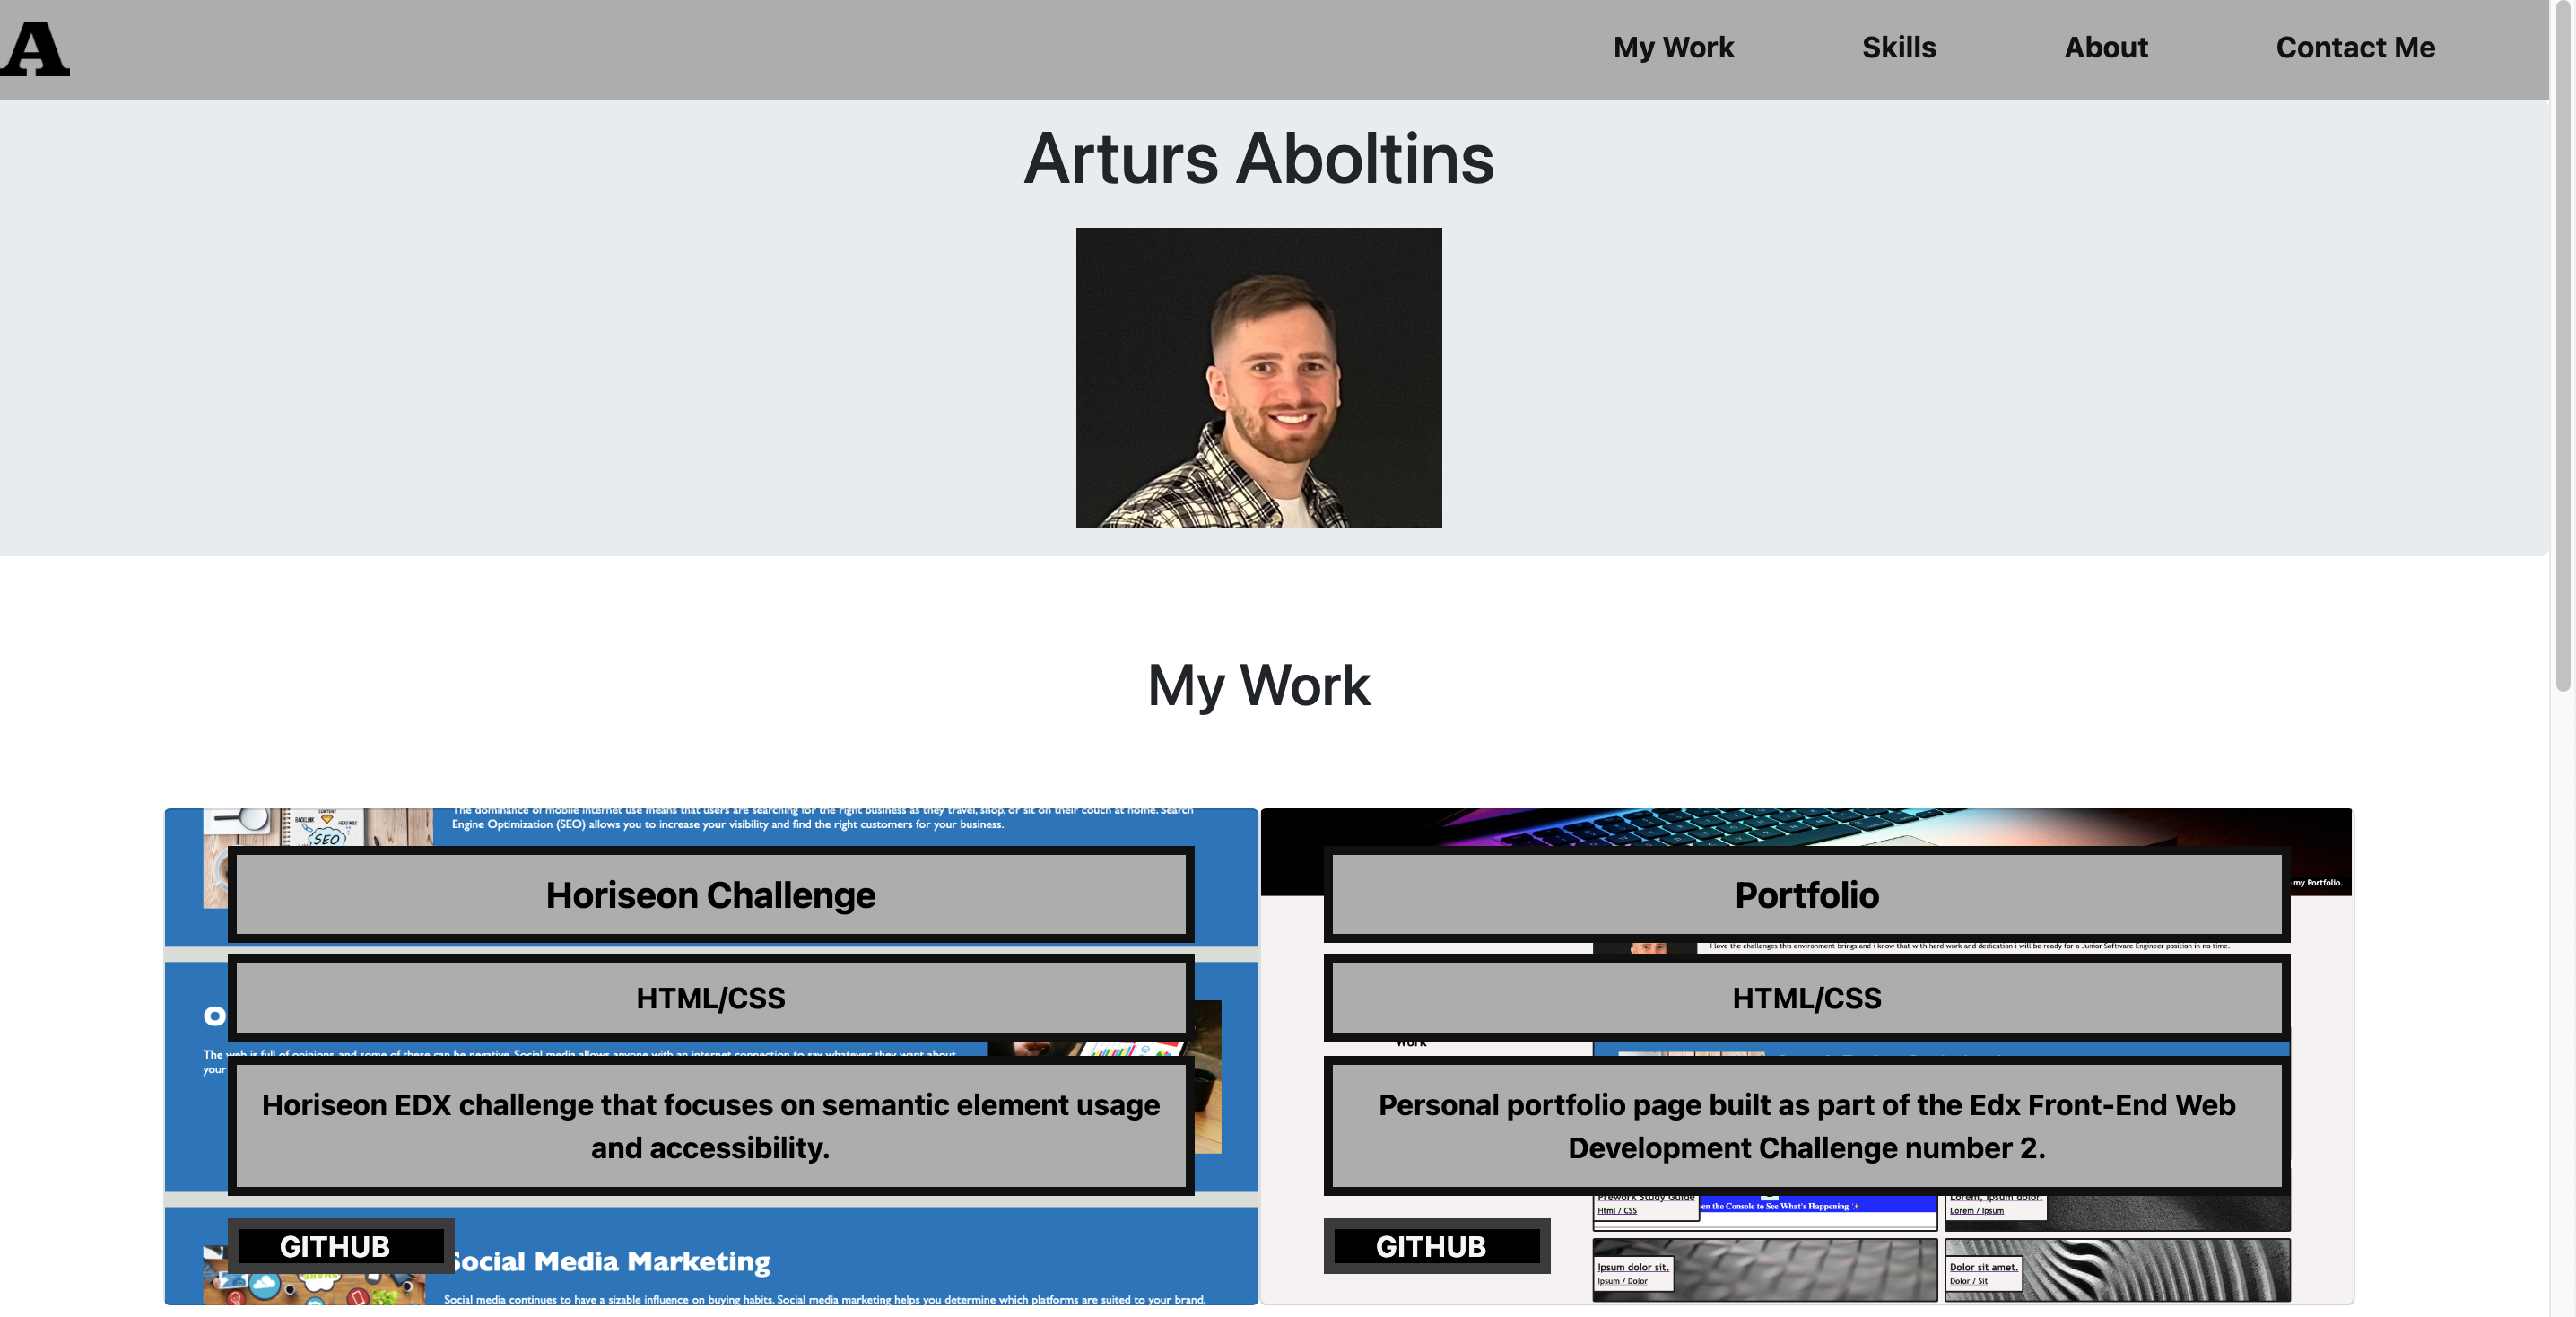 A
My Work
Skills
About
Contact Me
Arturs Aboltins
My Work
CONTENT
BACKLINK
SEO
The dominance of mobile internet use means that users are searching for the right business as they travel, shop, or sit on their couch at home. Search
Engine Optimization (SEO) allows you to increase your visibility and find the right customers for your business.
Horiseon Challenge
HTML/CSS
O
The web is full of opinions, and some of these can be negative. Social media allows anyone with an internet connection to say whatever they want about
your
Horiseon EDX challenge that focuses on semantic element usage
and accessibility.
GITHUB
Social Media Marketing
Social media continues to have a sizable influence on buying habits. Social media marketing helps you determine which platforms are suited to your brand,
my Portfolio.
Portfolio
I love the challenges this environment brings and i know that with hard work and dedication i will be ready for a Junior Software Engineer position in no time.
HTML/CSS
Work
Personal portfolio page built as part of the Edx Front-End Web
Development Challenge number 2.
Prework Study Guide
Html / CSS
en the Console to See What's Happening ✨
Lorem, ipsum dolor.
Lorem / Ipsum
GITHUB
Ipsum dolor sit.
Ipsum / Dolor
Dolor sit amet.
Dolor / Sit